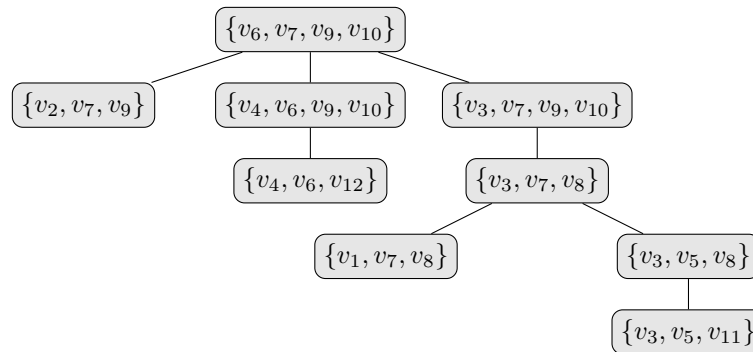 {v6, v7, v9, v10}
{v2, v7, v9} {v4, v6, v9, v10} {v3, v7, v9, v10}
{v4, v6, v12} {v3, v7, v8}
{v1, v7, v8} {v3, v5, v8}
{v3, v5, v11}